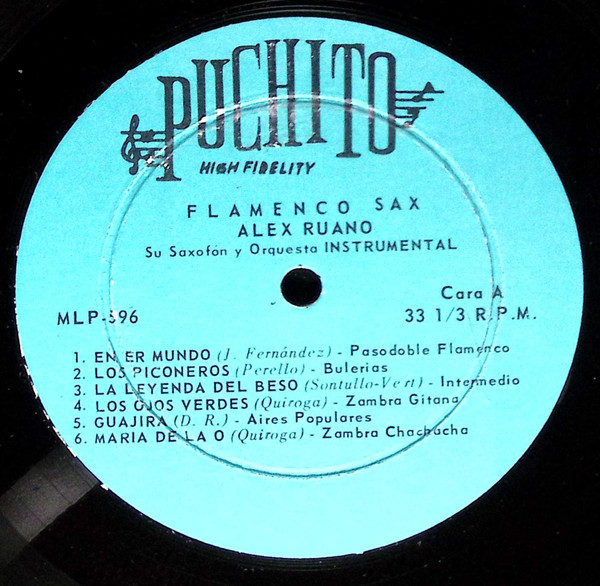 PUCHITO
HIGH FIDELITY
FLAMENCO SAX
ALEX RUANO
Su Saxofón y Orquesta INSTRUMENTAL
Cara A
MLP-596 33 1/3 R.P.M.
1. EN ER MUNDO (J. Fernández) - Pasodoble Flamenco
2. LOS PICONEROS (Perello) - Bulerias
3. LA LEYENDA DEL BESO (Sontullo-Vert) - Intermedio
4. LOS OJOS VERDES (Quiroga) - Zambra Gitana
5. GUAJIRA (D. R.) - Aires Populares
6. MARIA DE LA O (Quiroga) - Zambra Chachacha